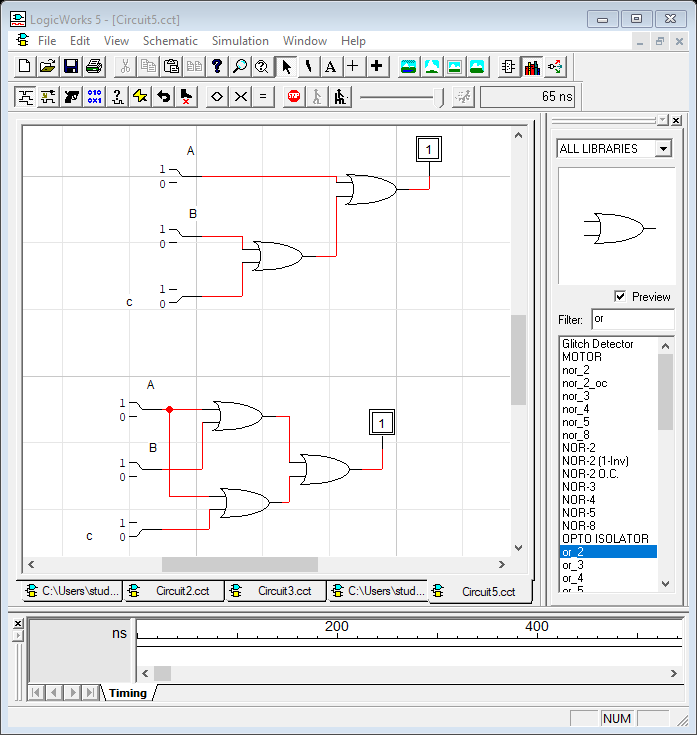 LogicWorks 5 - [Circuit5.cct]
File Edit View Schematic Simulation Window Help
65 ns
A
1
0
1
B
1
0
c
1
0
A
1
0
1
B
1
0
c
1
0
ALL LIBRARIES
Preview
Filter: or
Glitch Detector
MOTOR
nor_2
nor_2_oc
nor_3
nor_4
nor_5
nor_8
NOR-2
NOR-2 (1-Inv)
NOR-2 O.C.
NOR-3
NOR-4
NOR-5
NOR-8
OPTO ISOLATOR
or_2
or_3
or_4
or_5
C:\Users\stud... Circuit2.cct Circuit3.cct C:\Users\stud... Circuit5.cct
ns 200 400
Timing
NUM